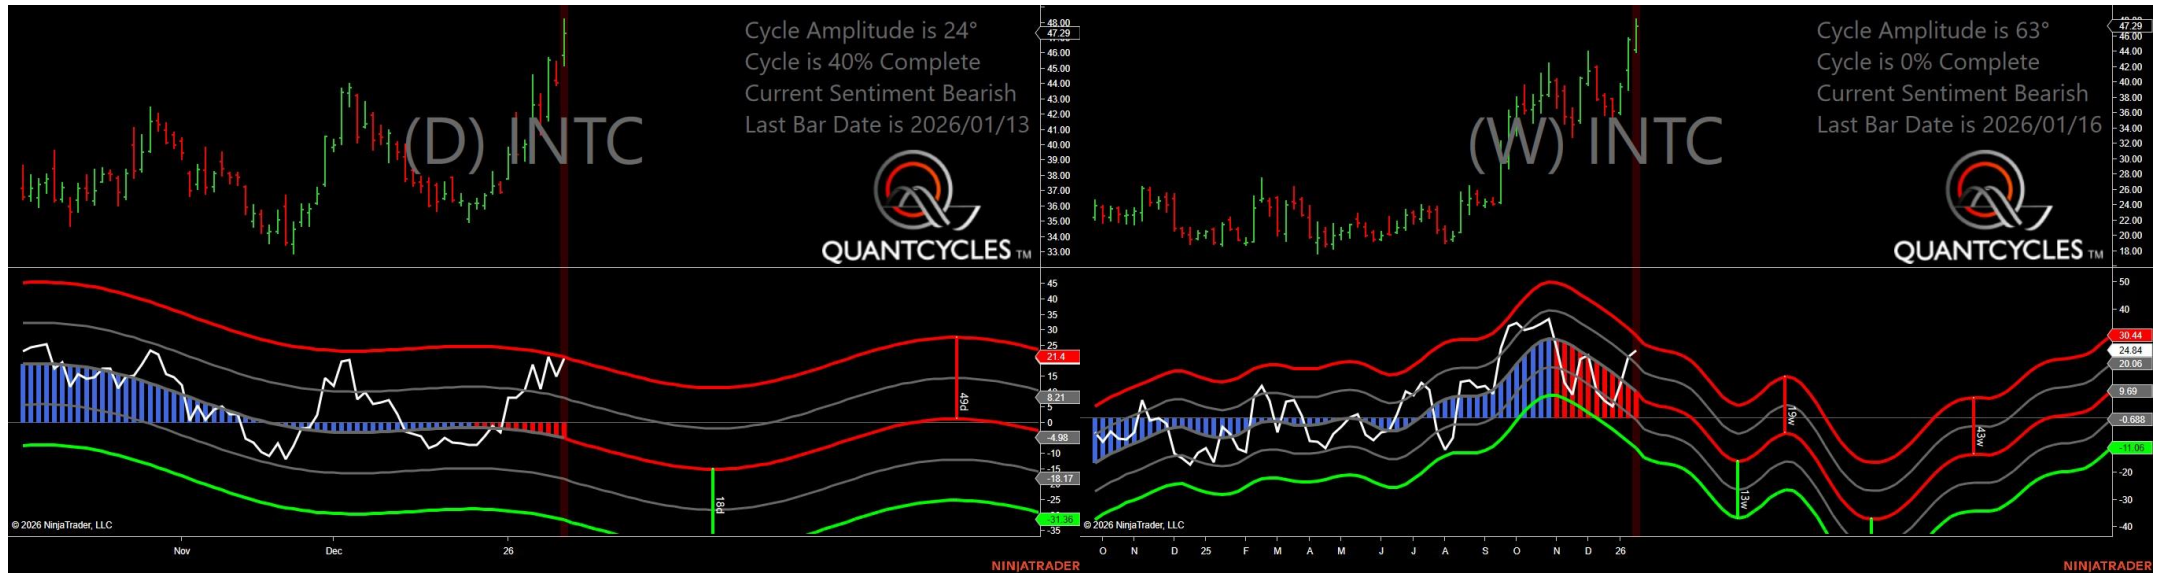 Cycle Amplitude is 24°
Cycle is 40% Complete
Current Sentiment Bearish
Last Bar Date is 2026/01/13
(D) INTC
QUANTCYCLES TM
48.00
47.29
46.00
45.00
44.00
43.00
42.00
41.00
40.00
39.00
38.00
37.00
36.00
35.00
34.00
33.00
45
40
35
30
25
21.4
15
10
8.21
5
0
-4.98
-10
-15
-18.17
-25
-31.36
-35
49d
18d
© 2026 NinjaTrader, LLC
Nov
Dec
26
NINJATRADER
Cycle Amplitude is 63°
Cycle is 0% Complete
Current Sentiment Bearish
Last Bar Date is 2026/01/16
(W) INTC
QUANTCYCLES TM
48.00
47.29
46.00
44.00
42.00
40.00
38.00
36.00
34.00
32.00
30.00
28.00
26.00
24.00
22.00
20.00
18.00
50
40
30.44
24.84
20.06
9.69
-0.688
-11.06
-20
-30
-40
19w
43w
13w
© 2026 NinjaTrader, LLC
O N D 25 F M A M J J A S O N D 26
NINJATRADER